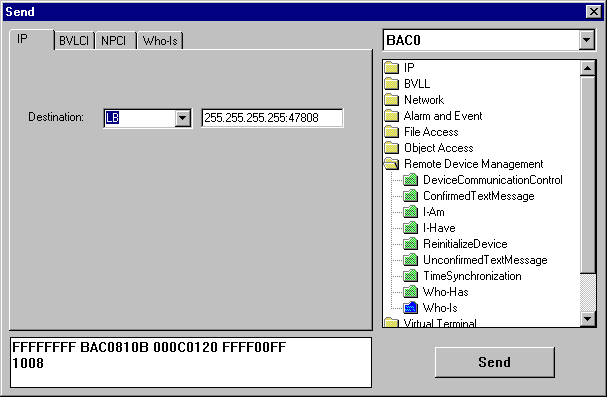 Send
IP BVLCI NPCI Who-Is
BAC0
Destination: LB 255.255.255.255:47808
IP
BVLL
Network
Alarm and Event
File Access
Object Access
Remote Device Management
DeviceCommunicationControl
ConfirmedTextMessage
I-Am
I-Have
ReinitializeDevice
UnconfirmedTextMessage
TimeSynchronization
Who-Has
Who-Is
Virtual Terminal
FFFFFFFF BAC0810B 000C0120 FFFF00FF
1008
Send